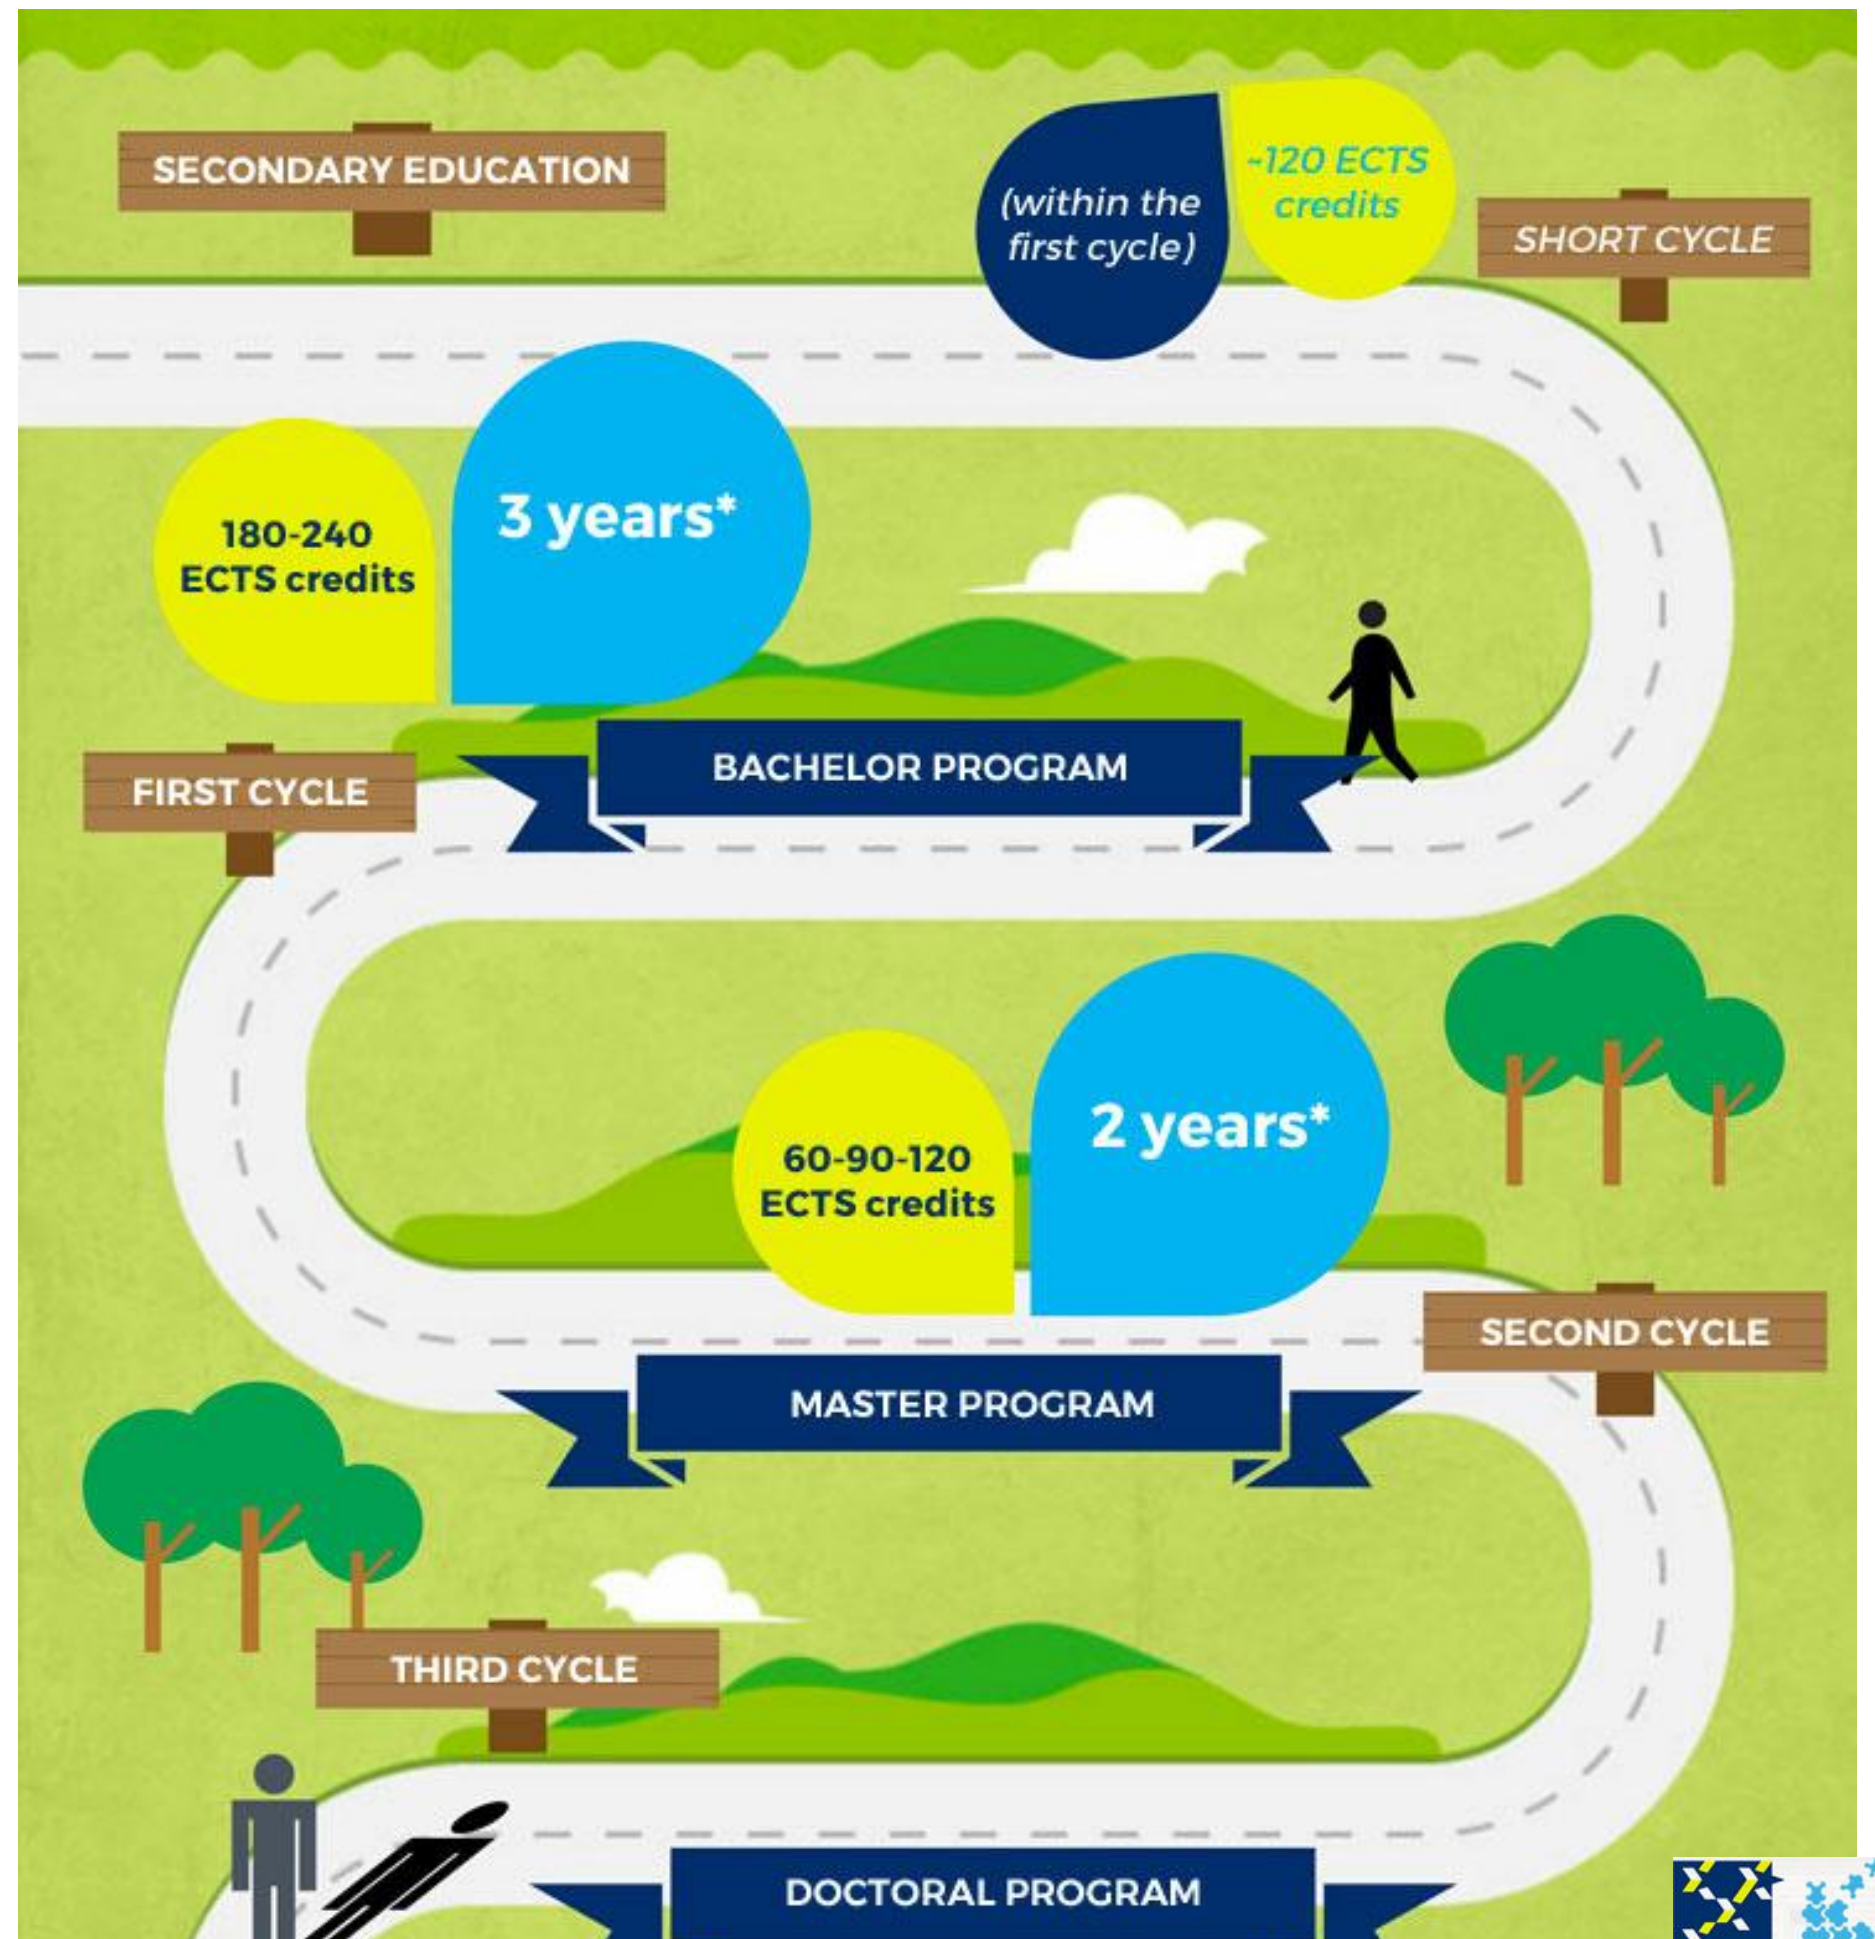 SECONDARY EDUCATION
(within the
first cycle)
~120 ECTS
credits
SHORT CYCLE
180-240
ECTS credits
3 years*
BACHELOR PROGRAM
FIRST CYCLE
60-90-120
ECTS credits
2 years*
SECOND CYCLE
MASTER PROGRAM
THIRD CYCLE
DOCTORAL PROGRAM